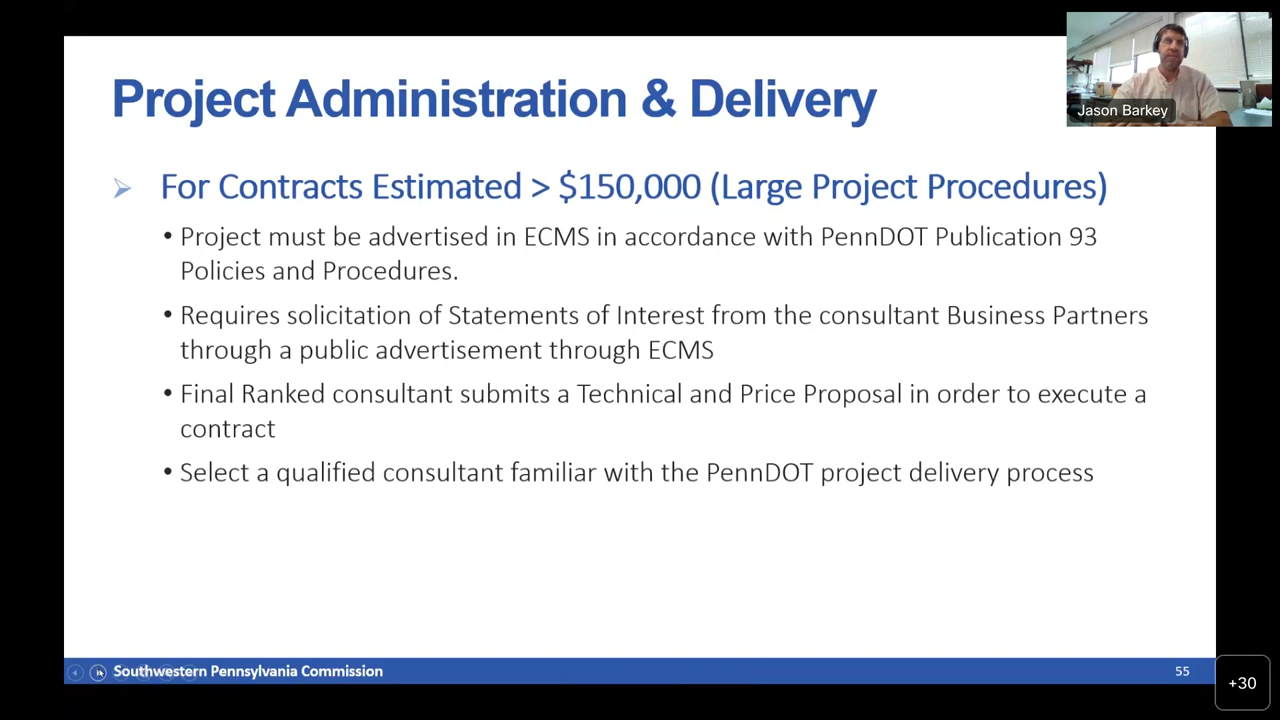 Project Administration & Delivery
Jason Barkey
For Contracts Estimated > $150,000 (Large Project Procedures)
• Project must be advertised in ECMS in accordance with PennDOT Publication 93
Policies and Procedures.
• Requires solicitation of Statements of Interest from the consultant Business Partners
through a public advertisement through ECMS
• Final Ranked consultant submits a Technical and Price Proposal in order to execute a
contract
• Select a qualified consultant familiar with the PennDOT project delivery process
Southwestern Pennsylvania Commission
55
+30